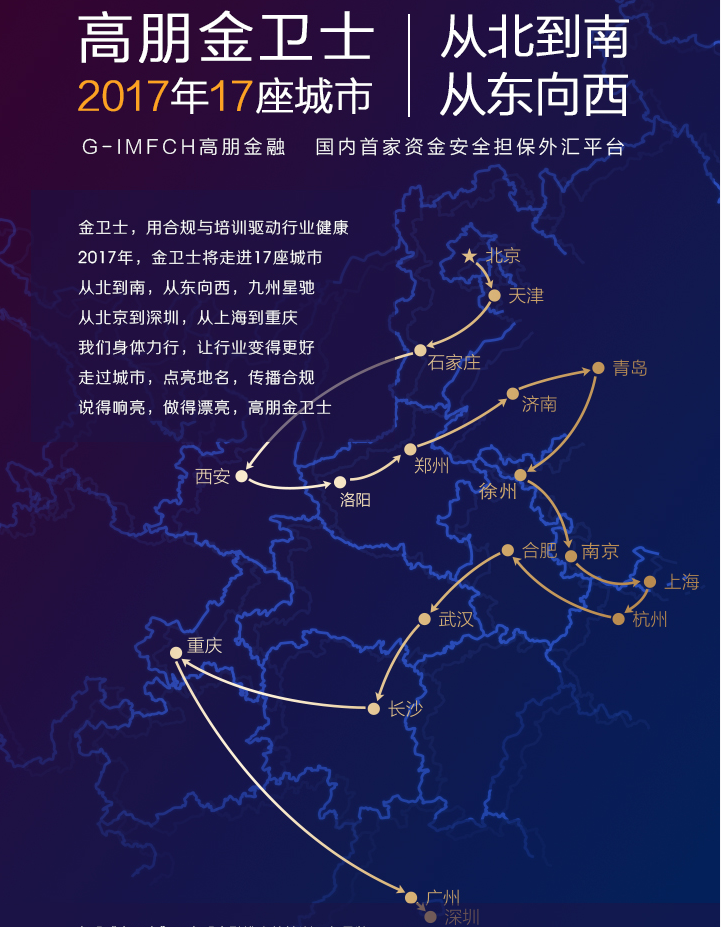 高朋金卫士
2017年17座城市
从北到南
从东向西
G-IMFCH高朋金融 国内首家资金安全担保外汇平台
金卫士，用合规与培训驱动行业健康
2017年，金卫士将走进17座城市
从北到南，从东向西，九州星驰
从北京到深圳，从上海到重庆
我们身体力行，让行业变得更好
走过城市，点亮地名，传播合规
说得响亮，做得漂亮，高朋金卫士
北京
天津
石家庄
青岛
济南
郑州
西安
徐州
洛阳
合肥
南京
上海
武汉
杭州
重庆
长沙
广州
深圳